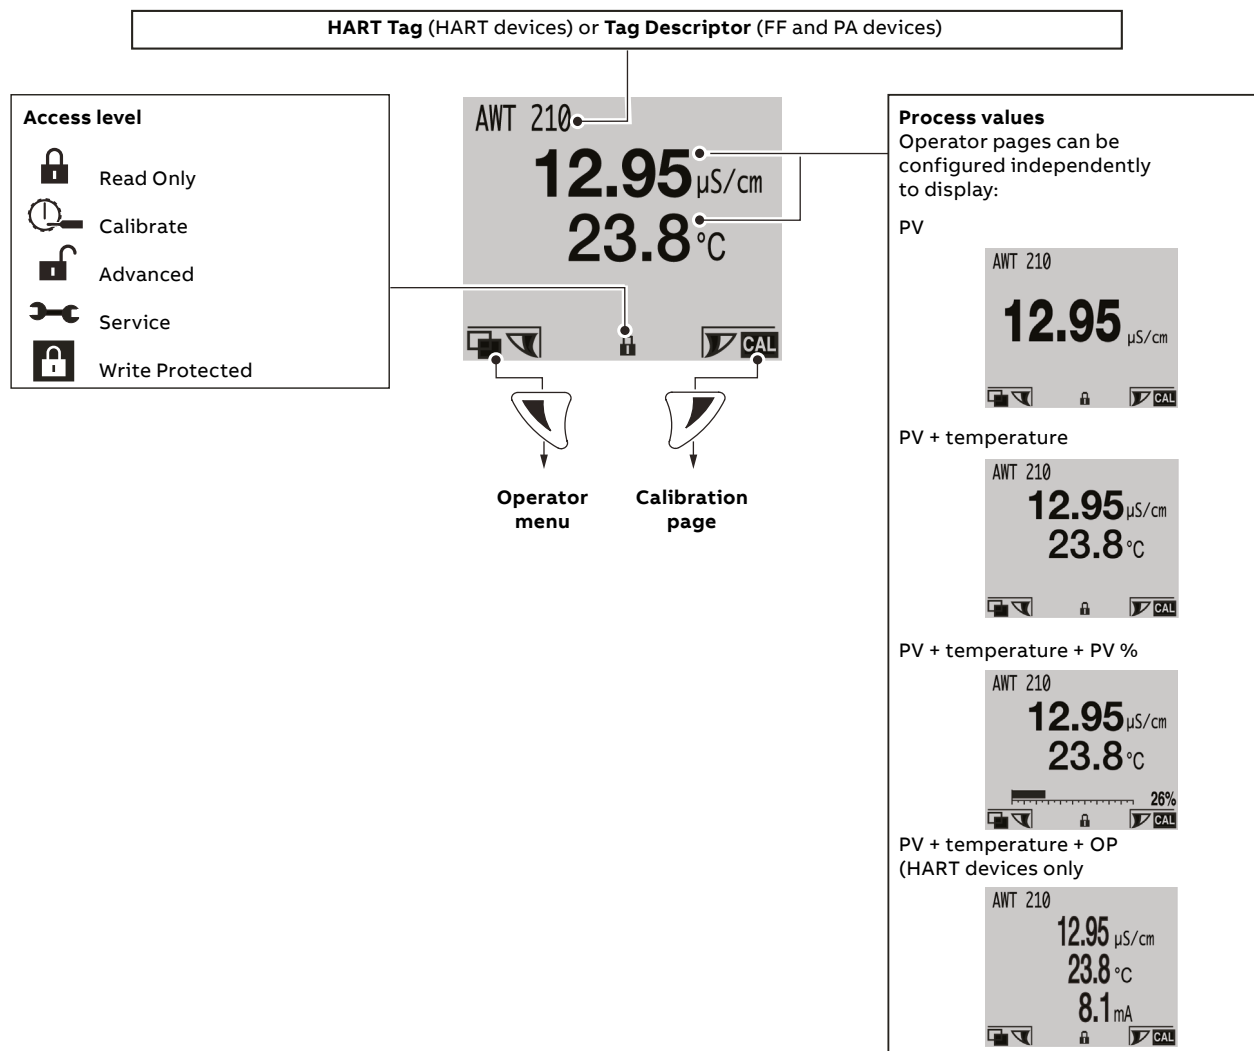 HART Tag (HART devices) or Tag Descriptor (FF and PA devices)
Access level
Read Only
Calibrate
Advanced
Service
Write Protected
AWT 210
12.95 µS/cm
23.8 °C
CAL
Operator
menu
Calibration
page
Process values
Operator pages can be
configured independently
to display:
PV
AWT 210
12.95 µS/cm
CAL
PV + temperature
AWT 210
12.95 µS/cm
23.8 °C
CAL
PV + temperature + PV %
AWT 210
12.95 µS/cm
23.8 °C
26%
CAL
PV + temperature + OP
(HART devices only
AWT 210
12.95 µS/cm
23.8 °C
8.1 mA
CAL